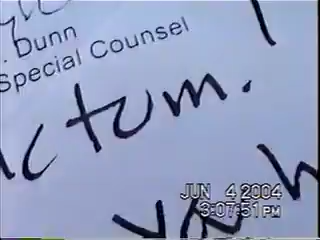 . Dunn
Special Counsel
ctum.
JUN 4 2004
3:07:51 PM